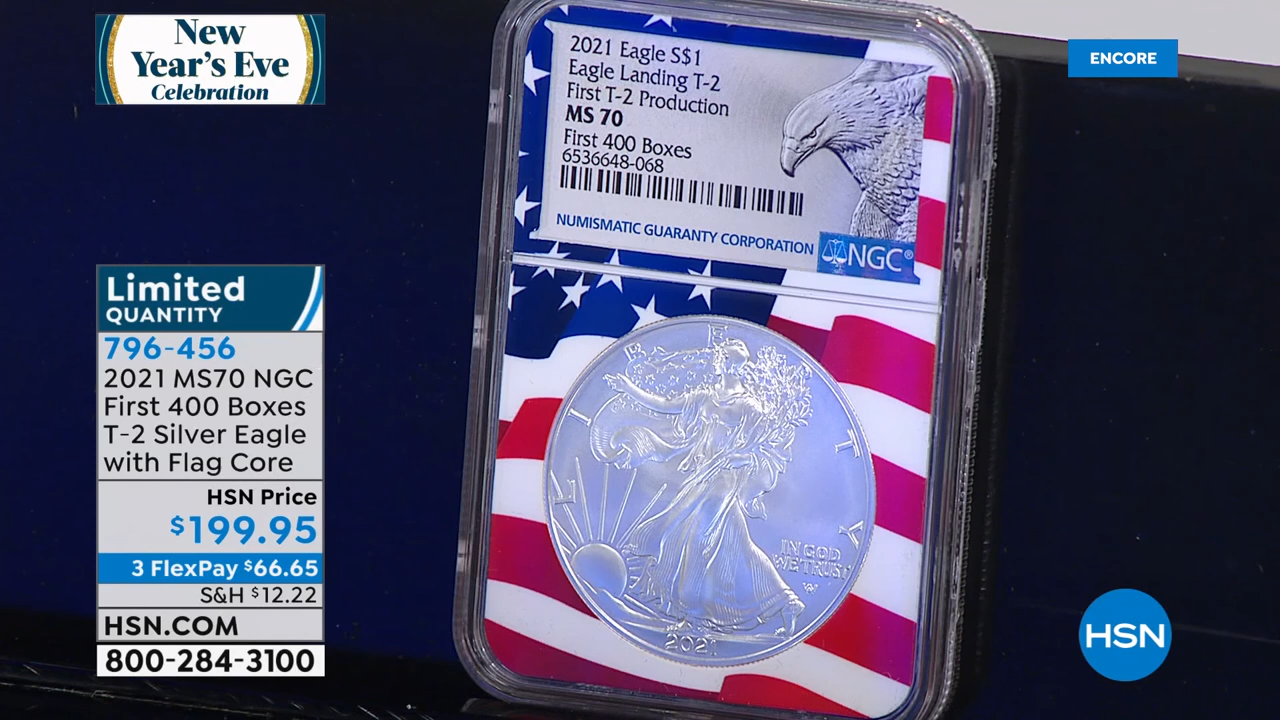 New
Year's Eve
Celebration
ENCORE
2021 Eagle S$1
Eagle Landing T-2
First T-2 Production
MS 70
First 400 Boxes
6536648-068
NUMISMATIC GUARANTY CORPORATION
NGC®
LIBERTY
IN GOD
WE TRUST
2021
Limited
QUANTITY
796-456
2021 MS70 NGC
First 400 Boxes
T-2 Silver Eagle
with Flag Core
HSN Price
$199.95
3 FlexPay $66.65
S&H $12.22
HSN.COM
800-284-3100
HSN